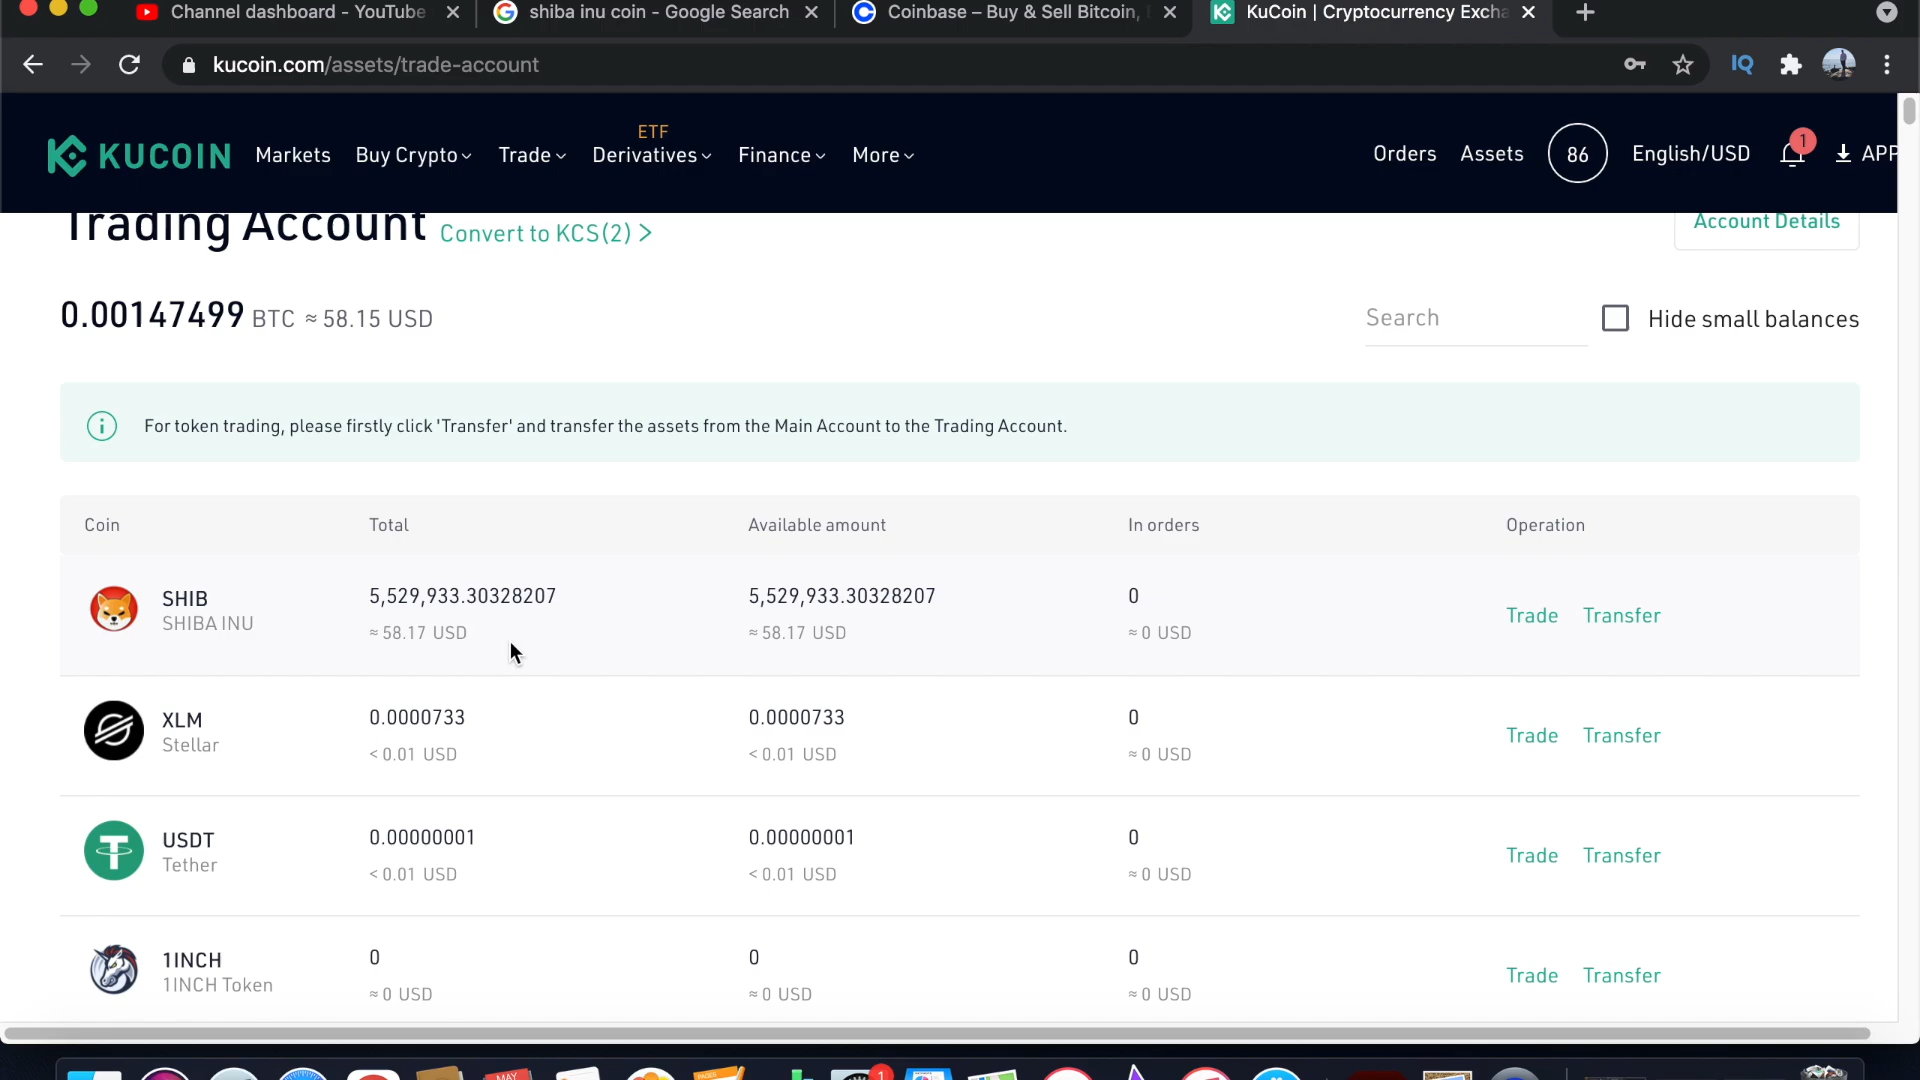 Channel dashboard - YouTube
shiba inu coin - Google Search
Coinbase – Buy & Sell Bitcoin,
KuCoin | Cryptocurrency Excha
kucoin.com/assets/trade-account
IQ
KUCOIN
Markets
Buy Crypto
Trade
ETF
Derivatives
Finance
More
Orders
Assets
86
English/USD
1
APP
Trading Account
Convert to KCS(2) >
Account Details
0.00147499 BTC ≈ 58.15 USD
Search
Hide small balances
For token trading, please firstly click 'Transfer' and transfer the assets from the Main Account to the Trading Account.
Coin Total Available amount In orders Operation
SHIB 5,529,933.30328207 5,529,933.30328207 0
SHIBA INU ≈ 58.17 USD ≈ 58.17 USD ≈ 0 USD
Trade Transfer
XLM 0.0000733 0.0000733 0
Stellar < 0.01 USD < 0.01 USD ≈ 0 USD
Trade Transfer
USDT 0.00000001 0.00000001 0
Tether < 0.01 USD < 0.01 USD ≈ 0 USD
Trade Transfer
1INCH 0 0 0
1INCH Token ≈ 0 USD ≈ 0 USD ≈ 0 USD
Trade Transfer
MAY
PAGES
1